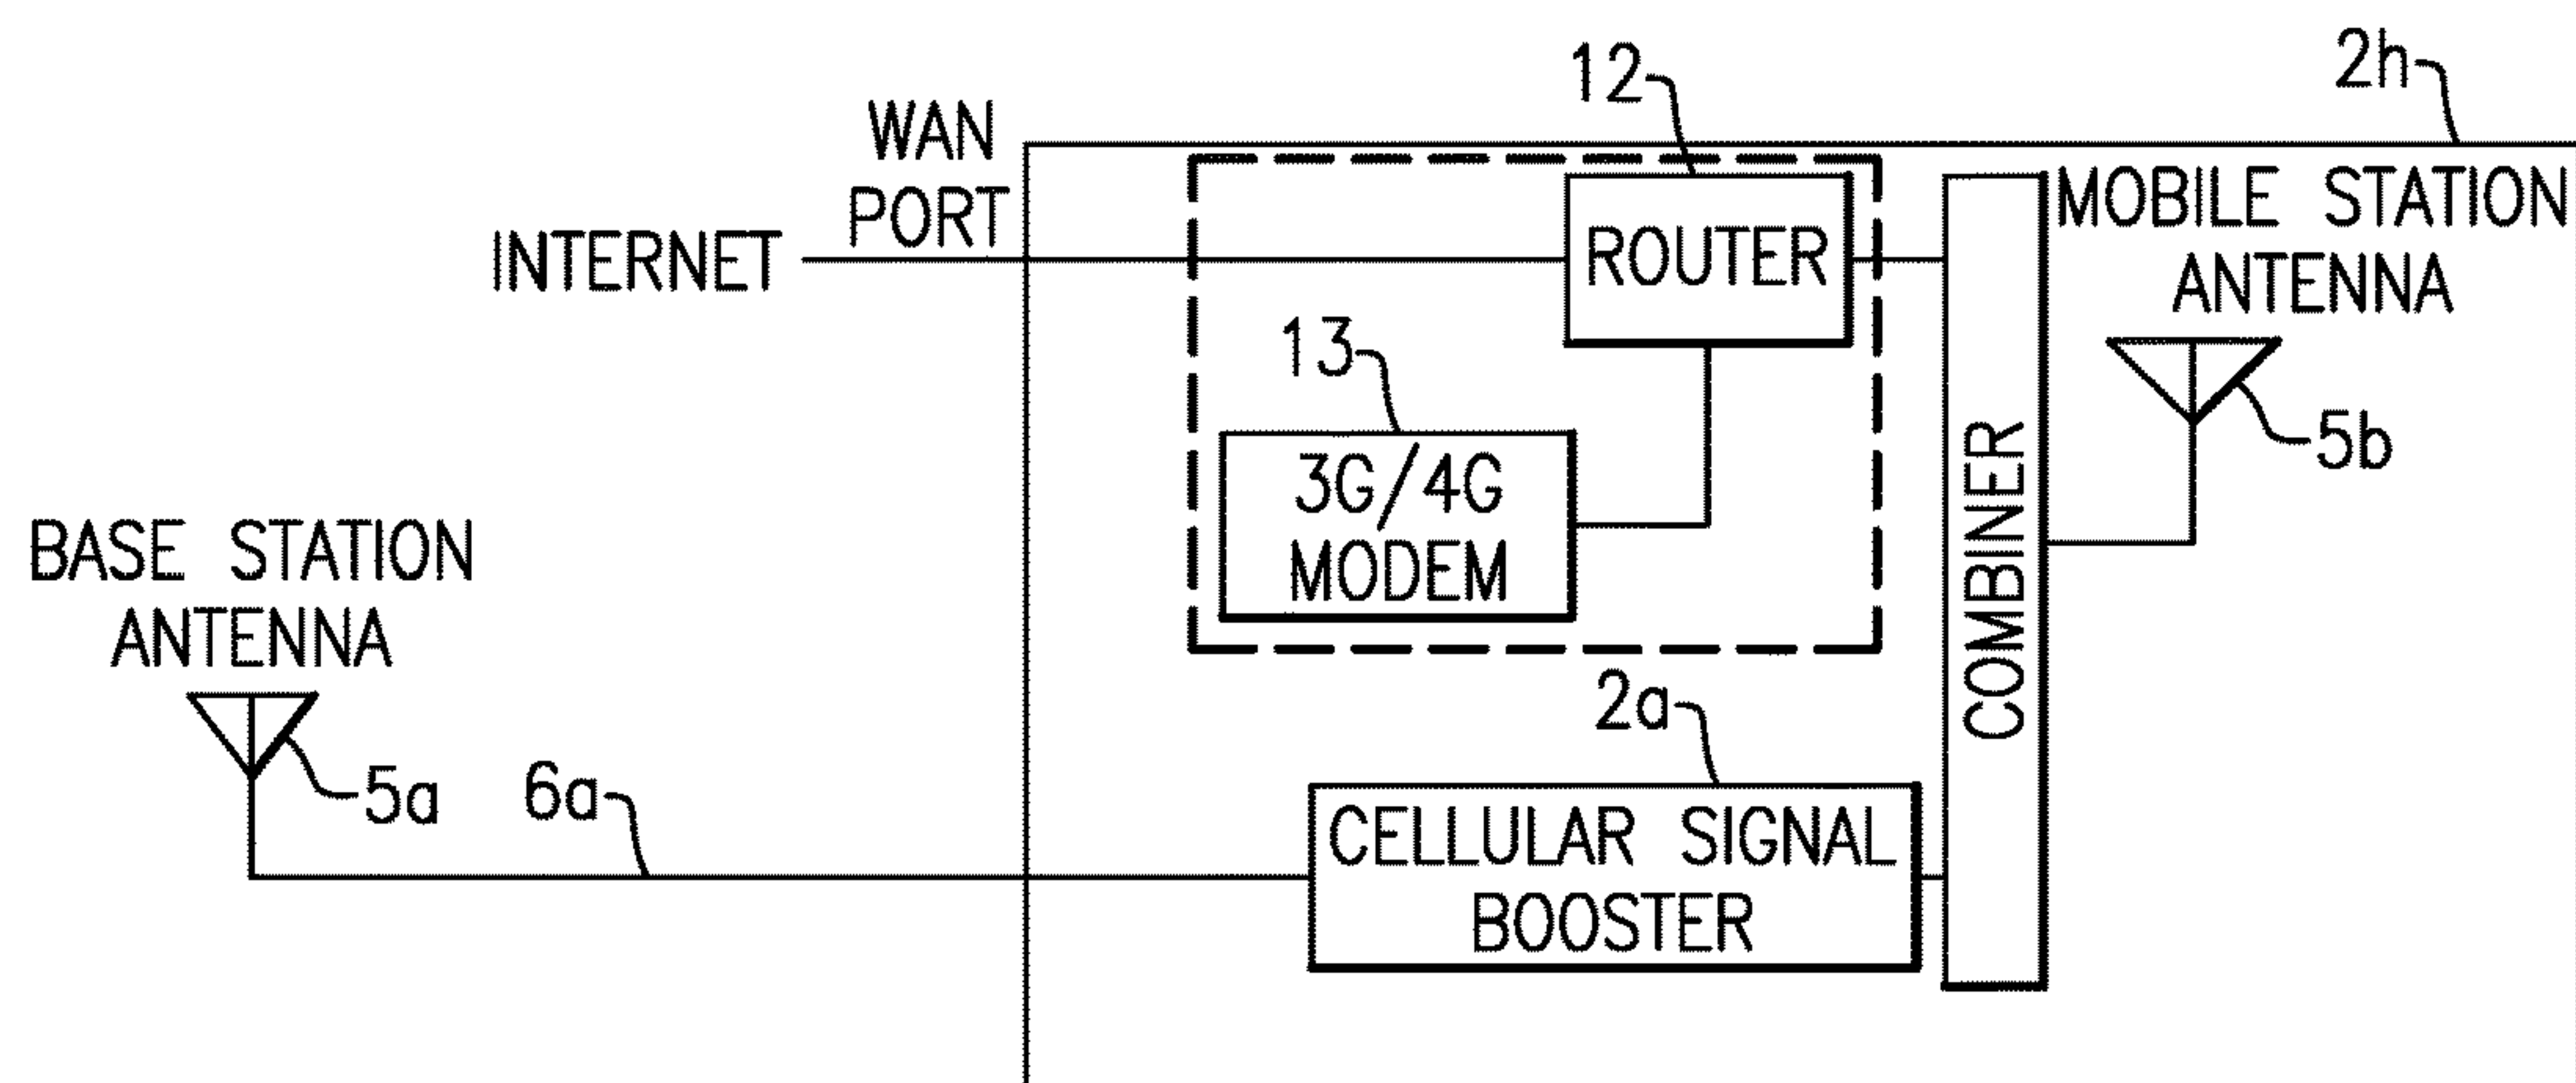 12
2h
WAN
PORT
INTERNET
ROUTER
MOBILE STATION
ANTENNA
13
3G/4G
MODEM
COMBINER
5b
BASE STATION
ANTENNA
5a
6a
2a
CELLULAR SIGNAL
BOOSTER